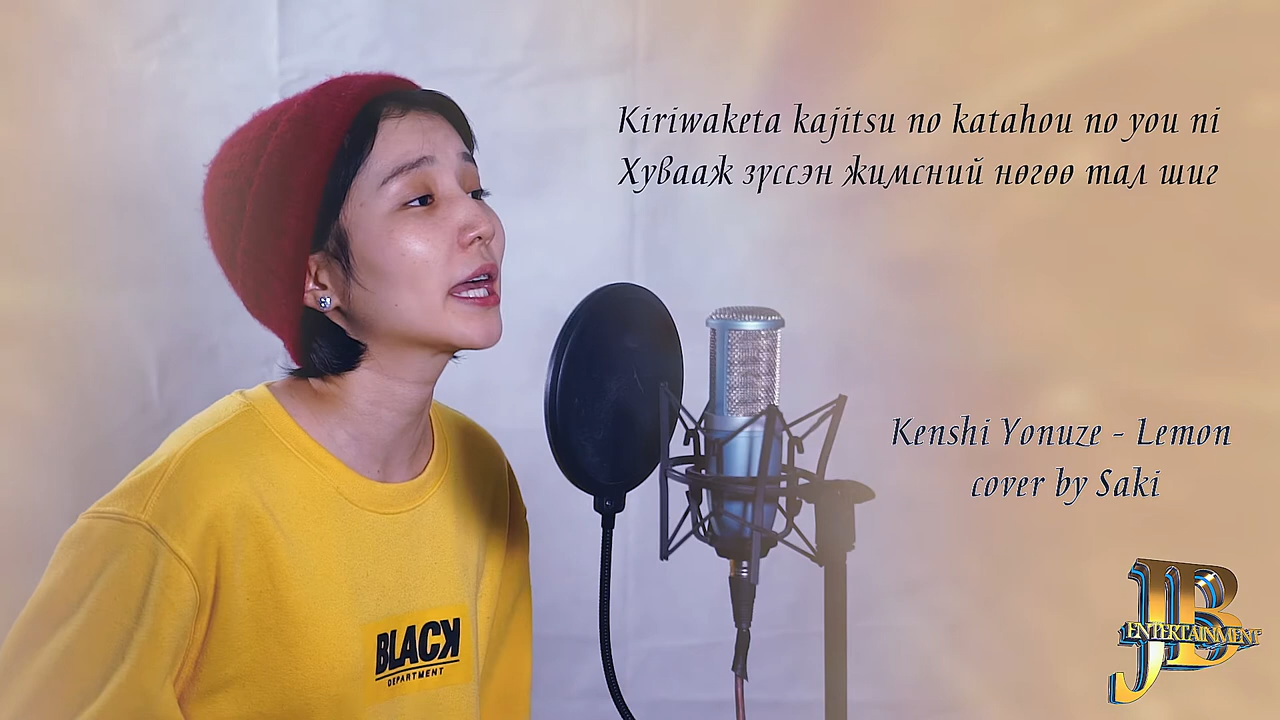 Kiriwaketa kajitsu no katahou no you ni
Хувааж зүссэн жимсний нөгөө тал шиг
Kenshi Yonuze - Lemon
cover by Saki
BLACK
DEPARTMENT
JB
ENTERTAINMENT